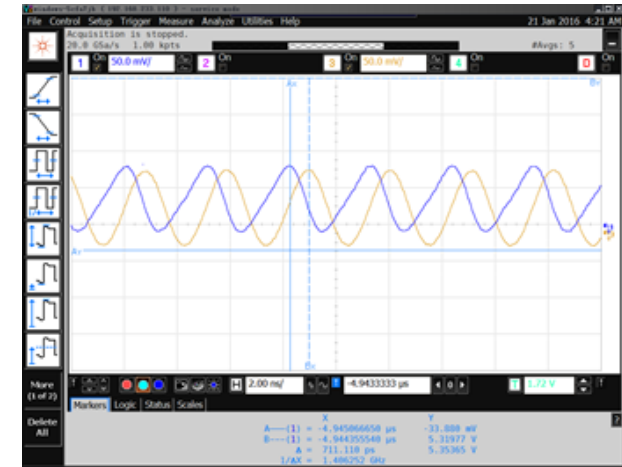 File Control Setup Trigger Measure Analyze Utilities Help 21 Jan 2016 4:21 AM
Acquisition is stopped.
20.0 GSa/s 1.00 kpts #Avgs: 5
1 On 50.0 mV/ 2 On 3 On 50.0 mV/ 4 On D On
Ax By
Ay
Bx
More
(1 of 2)
Delete
All
H 2.00 ns/ -4.9433333 µs 0 T 1.72 V
Markers Logic Status Scales
X Y
A---(1) = -4.945066650 µs -33.880 mV
B---(1) = -4.944355540 µs 5.31977 V
Δ = 711.110 ps 5.35365 V
1/ΔX = 1.406252 GHz